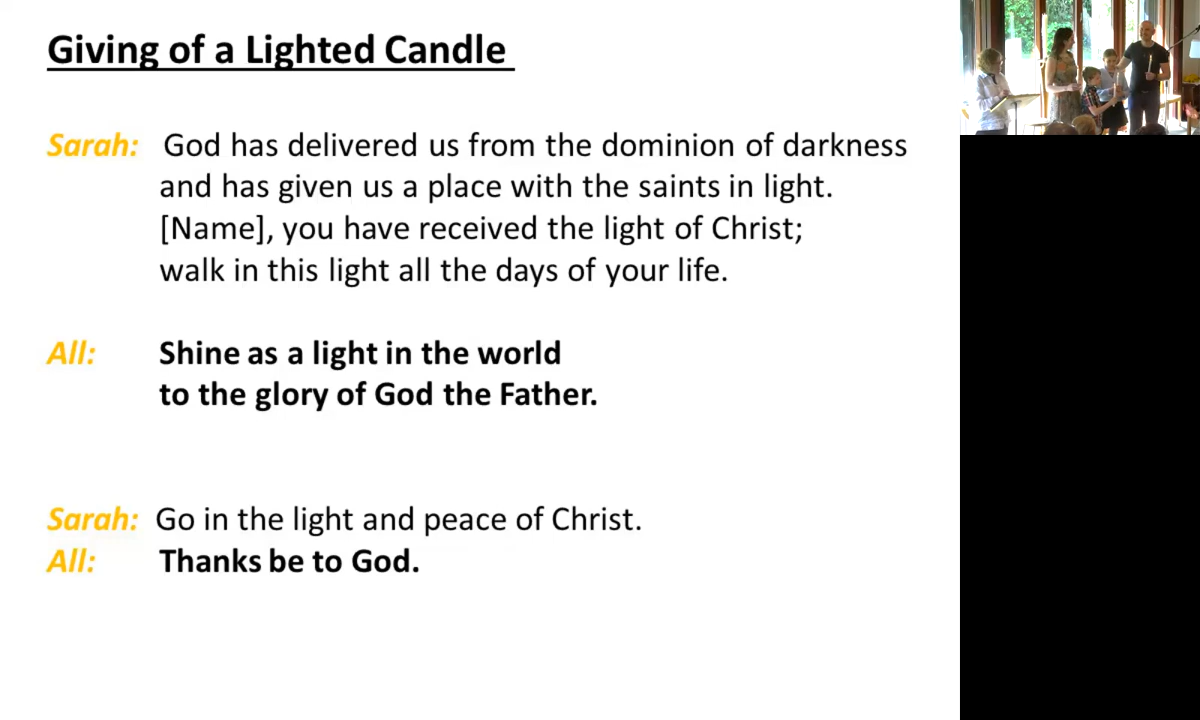 Giving of a Lighted Candle
Sarah: God has delivered us from the dominion of darkness
and has given us a place with the saints in light.
[Name], you have received the light of Christ;
walk in this light all the days of your life.
All: Shine as a light in the world
to the glory of God the Father.
Sarah: Go in the light and peace of Christ.
All: Thanks be to God.